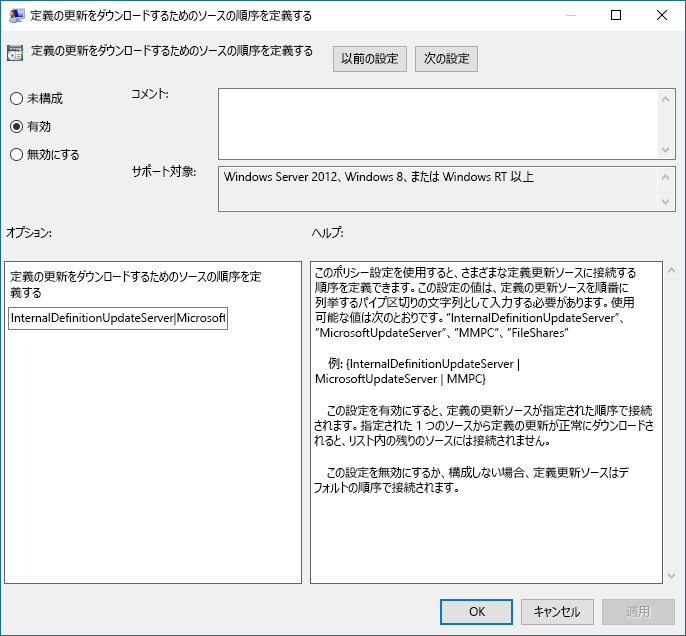 定義の更新をダウンロードするためのソースの順序を定義する
定義の更新をダウンロードするためのソースの順序を定義する
以前の設定
次の設定
未構成
有効
無効にする
コメント:
サポート対象:
Windows Server 2012、Windows 8、または Windows RT 以上
オプション:
ヘルプ:
定義の更新をダウンロードするためのソースの順序を定
義する
InternalDefinitionUpdateServer|Microsoft
このポリシー設定を使用すると、さまざまな定義更新ソースに接続する
順序を定義できます。この設定の値は、定義の更新ソースを順番に
列挙するパイプ区切りの文字列として入力する必要があります。使用
可能な値は次のとおりです。"InternalDefinitionUpdateServer"、
"MicrosoftUpdateServer"、"MMPC"、"FileShares"
例: {InternalDefinitionUpdateServer |
MicrosoftUpdateServer | MMPC}
この設定を有効にすると、定義の更新ソースが指定された順序で接続
されます。指定された 1 つのソースから定義の更新が正常にダウンロードさ
れると、リスト内の残りのソースには接続されません。
この設定を無効にするか、構成しない場合、定義更新ソースはデ
フォルトの順序で接続されます。
OK
キャンセル
適用